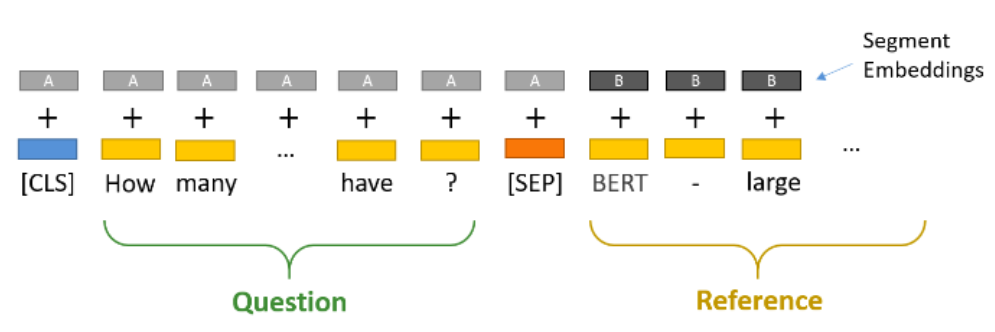 Segment
Embeddings
A A A A A A A B B B
+ + + + + + + + + +
... ...
[CLS] How many have ? [SEP] BERT - large
Question Reference